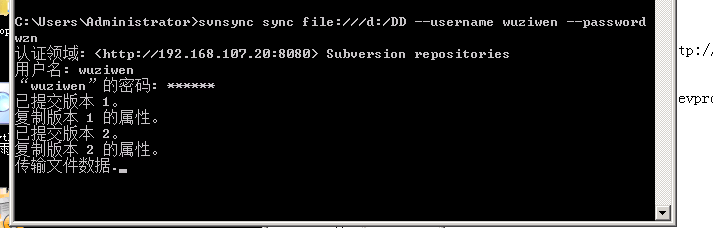 C:\Users\Administrator>svnsync sync file:///d:/DD --username wuziwen --password
wzn
认证领域: <http://192.168.107.20:8080> Subversion repositories
用户名: wuziwen
“wuziwen”的密码: ******
已提交版本 1。
复制版本 1 的属性。
已提交版本 2。
复制版本 2 的属性。
传输文件数据.
tp://
evpro